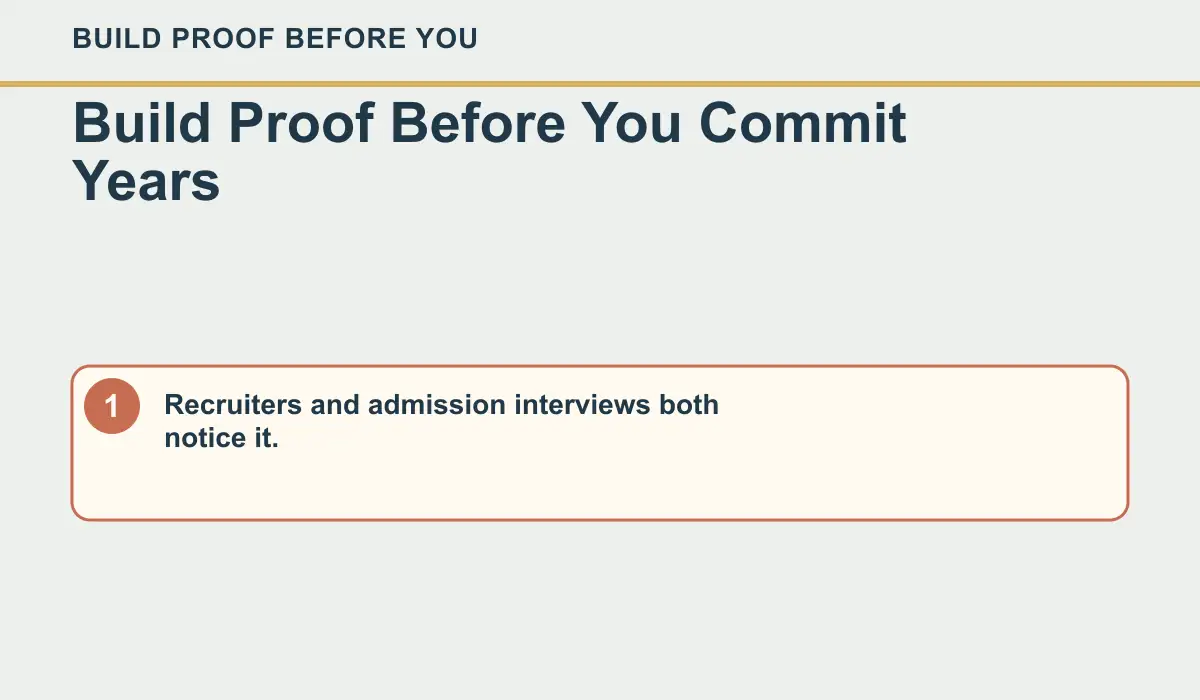 BUILD PROOF BEFORE YOU
Build Proof Before You Commit
Years
1
Recruiters and admission interviews both
notice it.